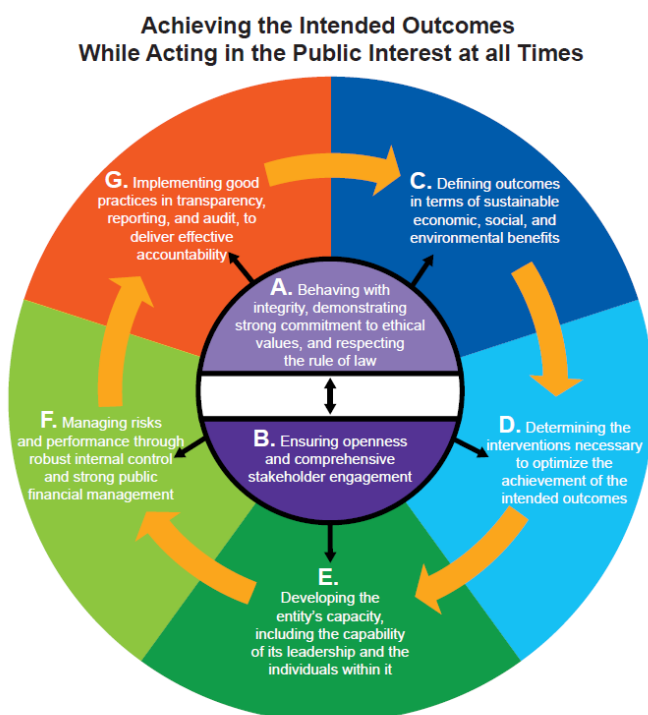 Achieving the Intended Outcomes
While Acting in the Public Interest at all Times
G. Implementing good
practices in transparency,
reporting, and audit, to
deliver effective
accountability
C. Defining outcomes
in terms of sustainable
economic, social, and
environmental benefits
A. Behaving with
integrity, demonstrating
strong commitment to ethical
values, and respecting
the rule of law
B. Ensuring openness
and comprehensive
stakeholder engagement
F. Managing risks
and performance through
robust internal control
and strong public
financial management
D. Determining the
interventions necessary
to optimize the
achievement of the
intended outcomes
E.
Developing the
entity's capacity,
including the capability
of its leadership and the
individuals within it